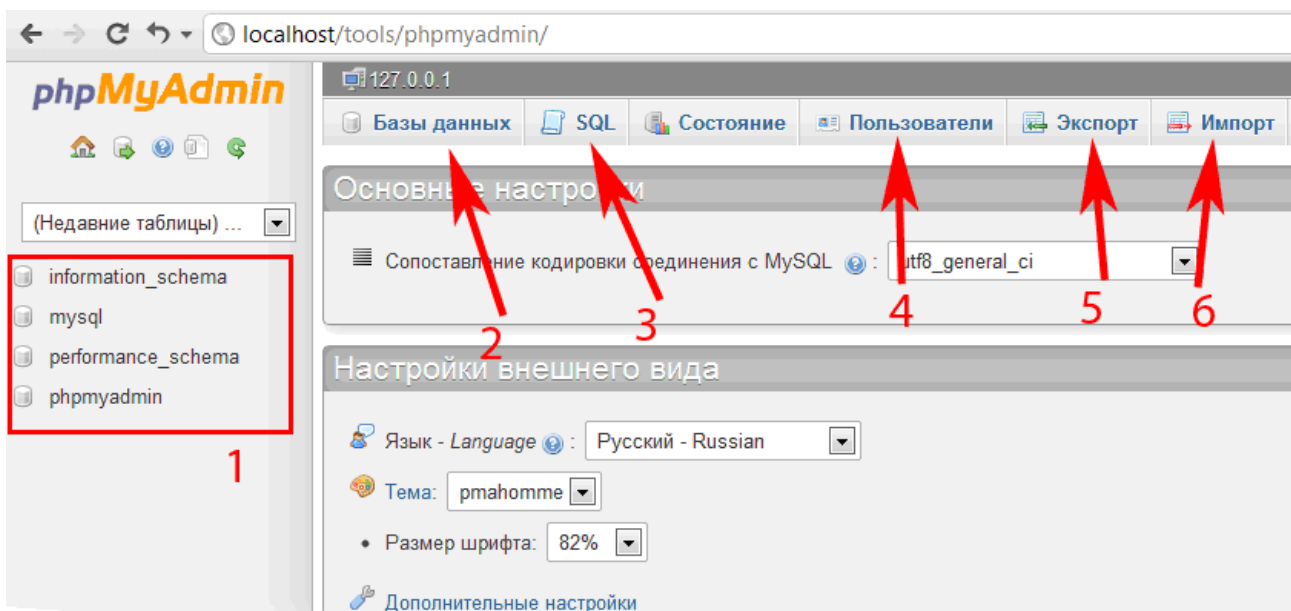 localhost/tools/phpmyadmin/
phpMyAdmin
(Недавние таблицы) ...
information_schema
mysql
performance_schema
phpmyadmin
1
127.0.0.1
Базы данных SQL Состояние Пользователи Экспорт Импорт
Основные настройки
Сопоставление кодировки соединения с MySQL : utf8_general_ci
2 3 4 5 6
Настройки внешнего вида
Язык - Language : Русский - Russian
Тема: pmahomme
Размер шрифта: 82%
Дополнительные настройки